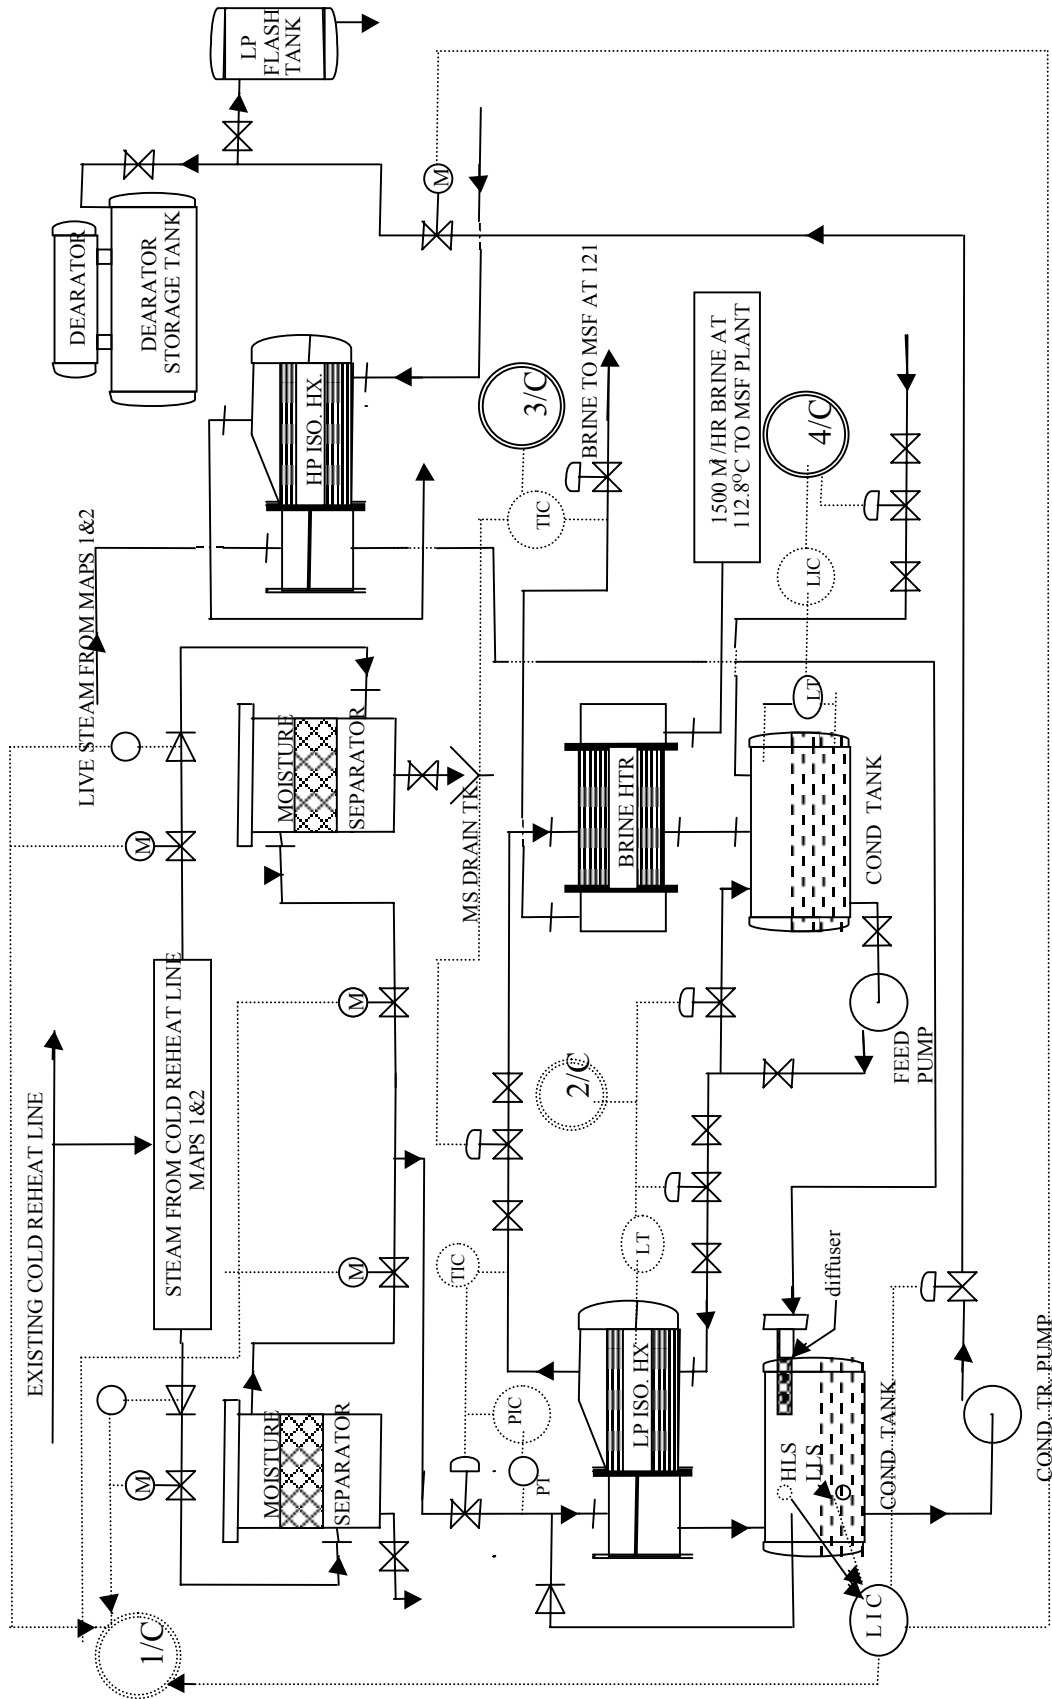 EXISTING COLD REHEAT LINE
STEAM FROM COLD REHEAT LINE
MAPS 1&2
LIVE STEAM FROM MAPS 1&2
DEARATOR
DEARATOR
STORAGE TANK
LP
FLASH
TANK
M
M
M
M
M
1/C
MOISTURE
SEPARATOR
MOISTURE
SEPARATOR
MS DRAIN TK
HP ISO. HX.
3/C
TIC
BRINE TO MSF AT 121
TIC
PIC
PT
2/C
LT
LP ISO. HX
BRINE HTR
1500 M /HR BRINE AT
112.8OC TO MSF PLANT
4/C
LIC
LT
COND TANK
FEED
PUMP
diffuser
HLS
LLS
COND TANK
L I C
COND. TR. PUMP